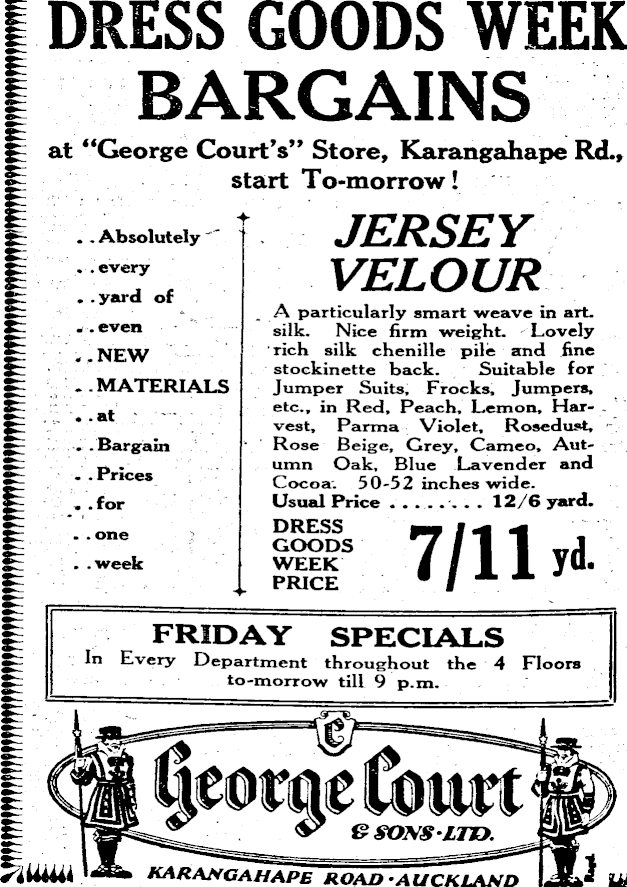 DRESS GOODS WEEK
BARGAINS
at "George Court's" Store, Karangahape Rd.,
start To-morrow!
..Absolutely
..every
..yard of
..even
..NEW
..MATERIALS
..at
..Bargain
..Prices
..for
..one
..week
JERSEY
VELOUR
A particularly smart weave in art.
silk. Nice firm weight. Lovely
rich silk chenille pile and fine
stockinette back. Suitable for
Jumper Suits, Frocks, Jumpers,
etc., in Red, Peach, Lemon, Har-
vest, Parma Violet, Rosedust,
Rose Beige, Grey, Cameo, Aut-
umn Oak, Blue Lavender and
Cocoa. 50-52 inches wide.
Usual Price ........ 12/6 yard.
DRESS
GOODS
WEEK
PRICE
7/11 yd.
FRIDAY SPECIALS
In Every Department throughout the 4 Floors
to-morrow till 9 p.m.
C
George Court
& SONS·LTD.
KARANGAHAPE ROAD·AUCKLAND
Regd.